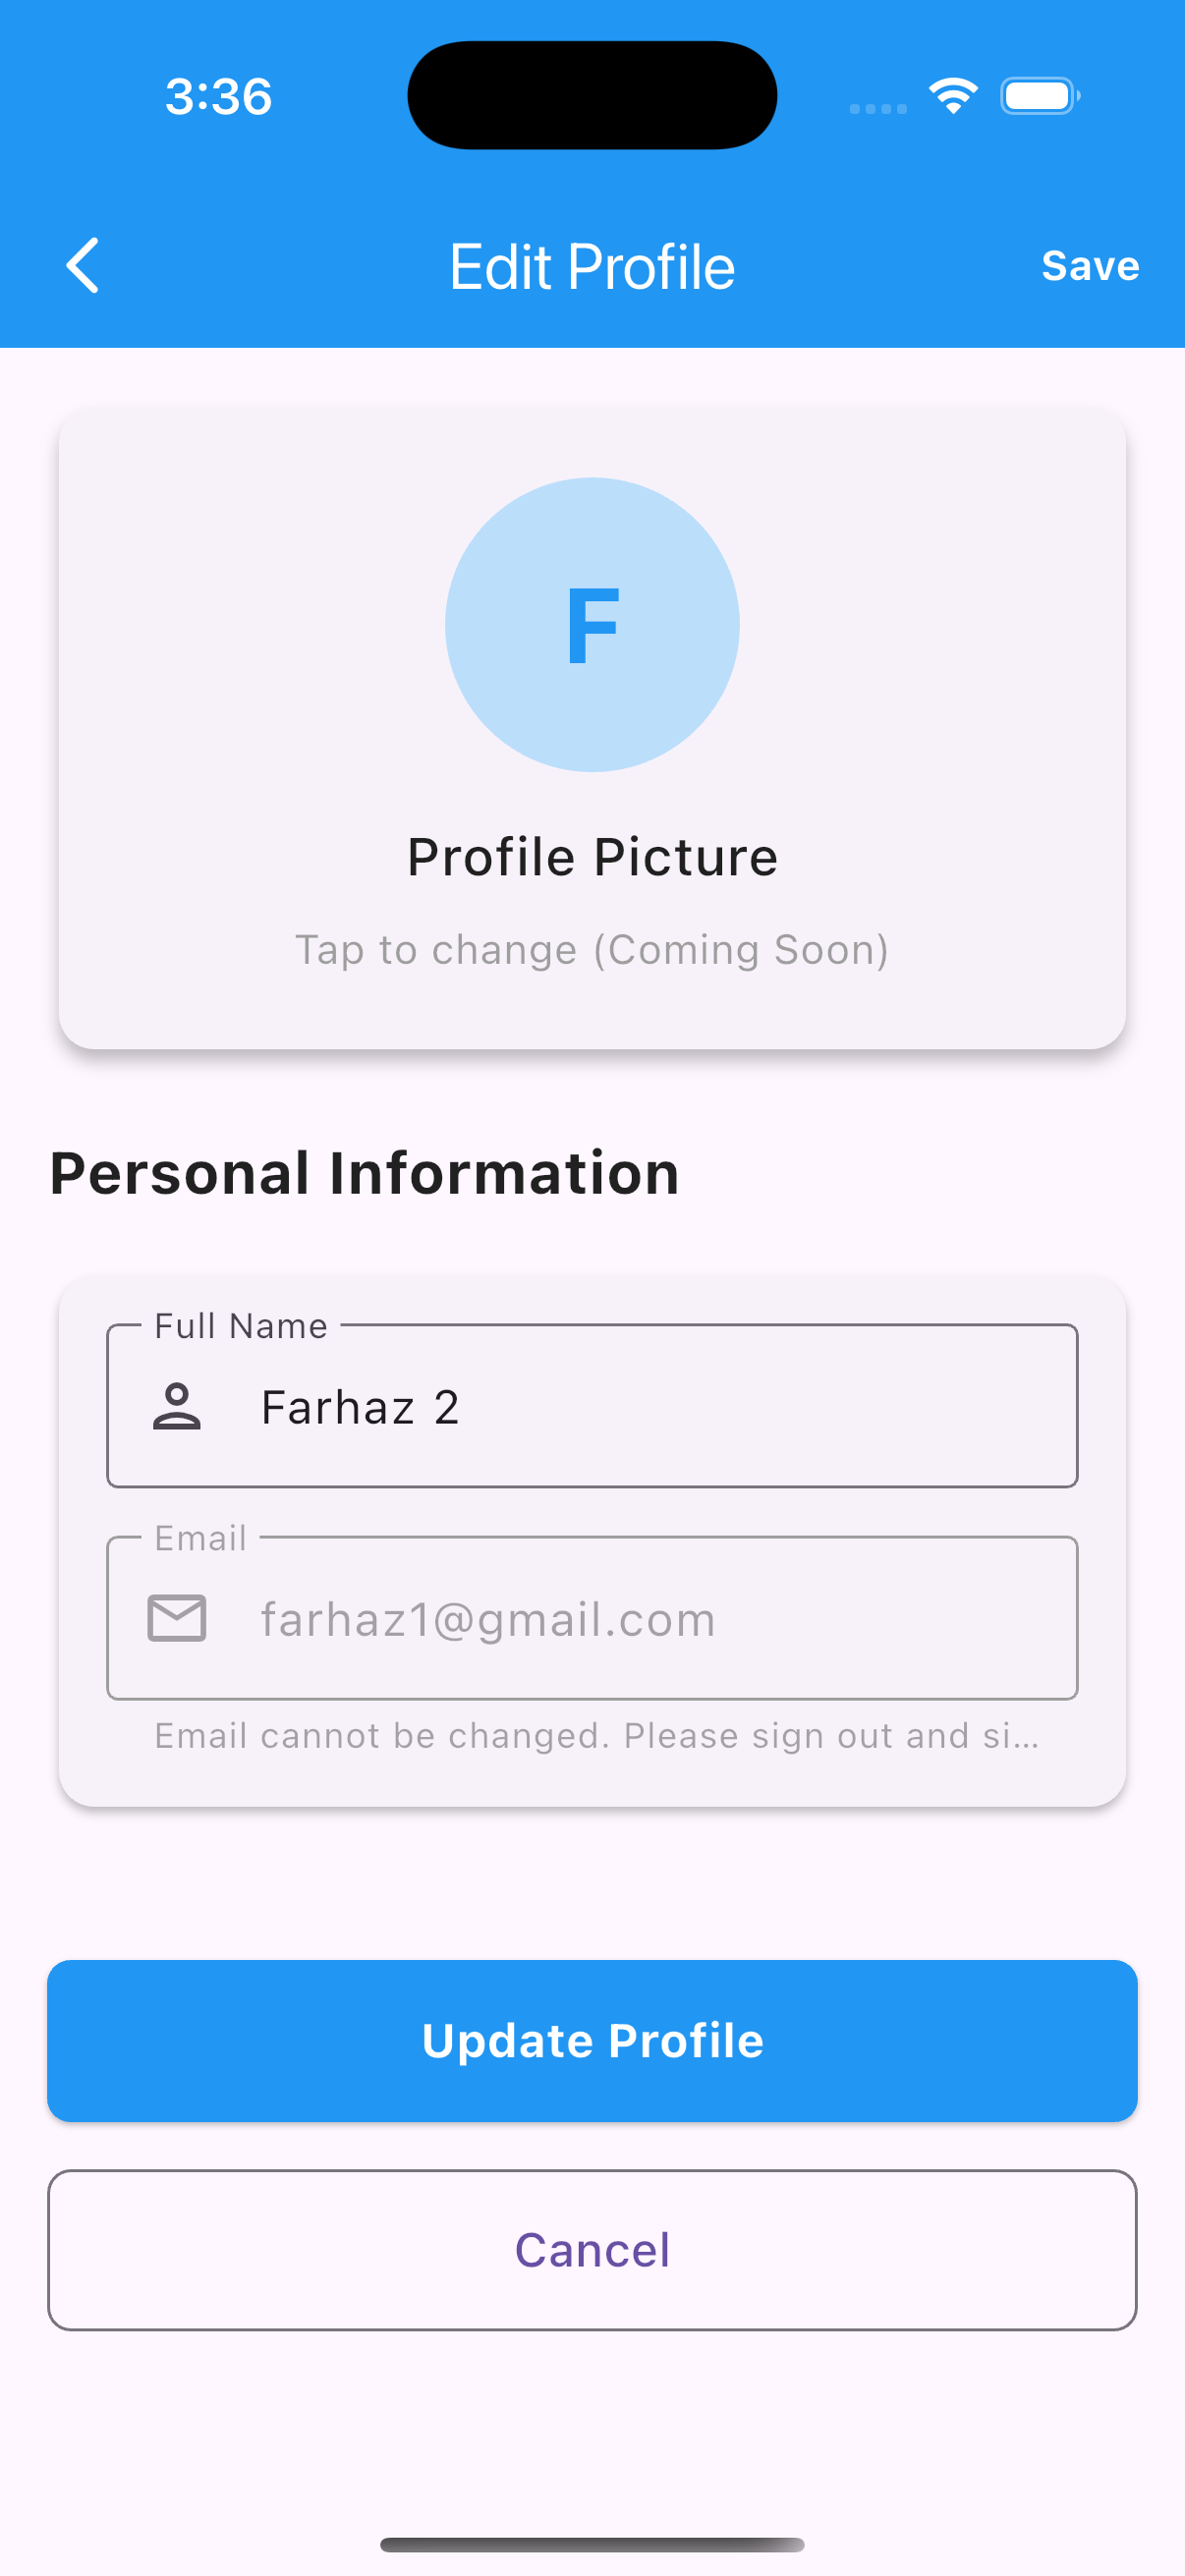 3:36
Edit Profile
Save
F
Profile Picture
Tap to change (Coming Soon)
Personal Information
Full Name
Farhaz 2
Email
farhaz1@gmail.com
Email cannot be changed. Please sign out and si...
Update Profile
Cancel